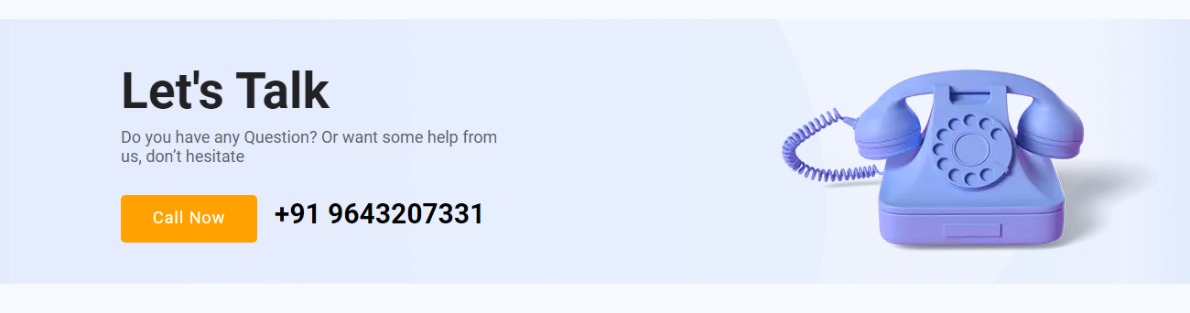 Let's Talk
Do you have any Question? Or want some help from
us, don’t hesitate
Call Now
+91 9643207331